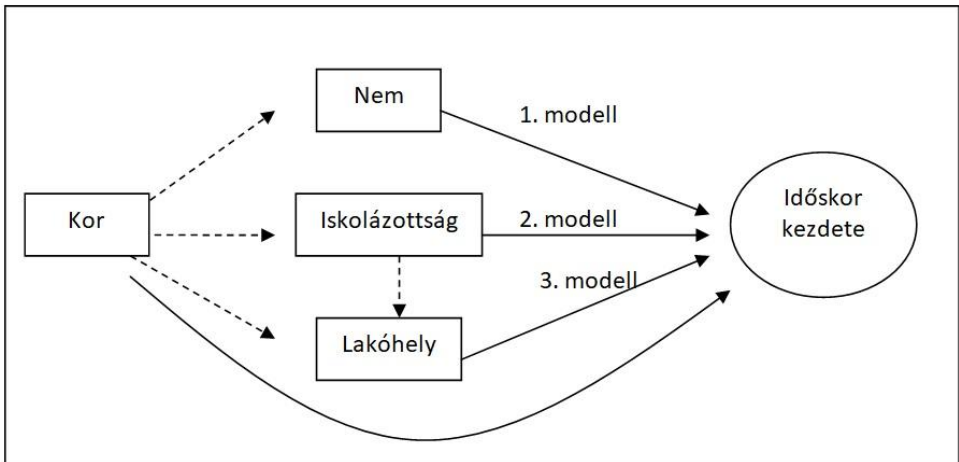 Nem
1. modell
Kor
Iskolázottság
2. modell
Időskor
kezdete
3. modell
Lakóhely